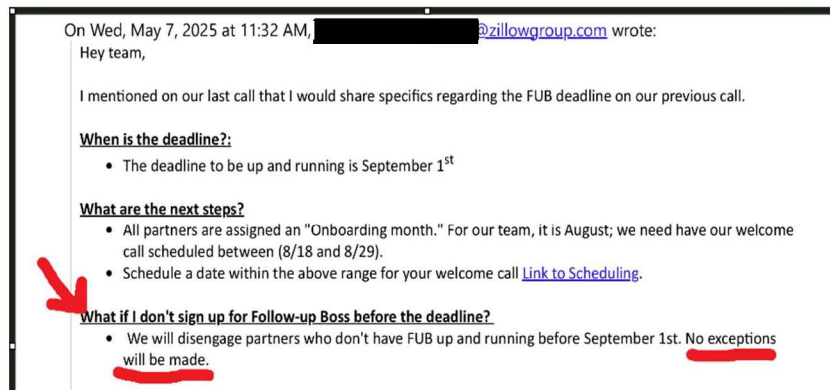 On Wed, May 7, 2025 at 11:32 AM, @zillowgroup.com wrote:
Hey team,
I mentioned on our last call that I would share specifics regarding the FUB deadline on our previous call.
When is the deadline?:
• The deadline to be up and running is September 1st
What are the next steps?
• All partners are assigned an "Onboarding month." For our team, it is August; we need have our welcome
call scheduled between (8/18 and 8/29).
• Schedule a date within the above range for your welcome call Link to Scheduling.
What if I don't sign up for Follow-up Boss before the deadline?
• We will disengage partners who don't have FUB up and running before September 1st. No exceptions
will be made.